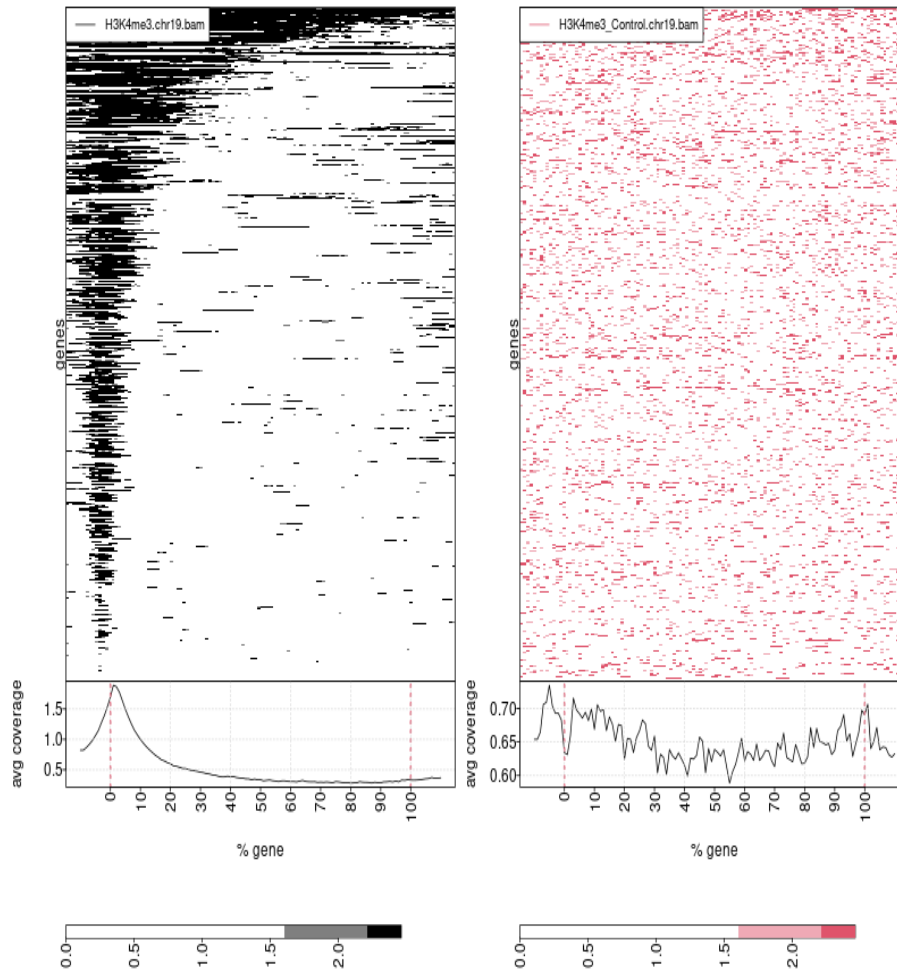 H3K4me3.chr19.bam
genes
avg coverage
1.5
1.0
0.5
0 10 20 30 40 50 60 70 80 90 100
% gene
0.0 0.5 1.0 1.5 2.0
H3K4me3_Control.chr19.bam
genes
avg coverage
0.70
0.65
0.60
0 10 20 30 40 50 60 70 80 90 100
% gene
0.0 0.5 1.0 1.5 2.0